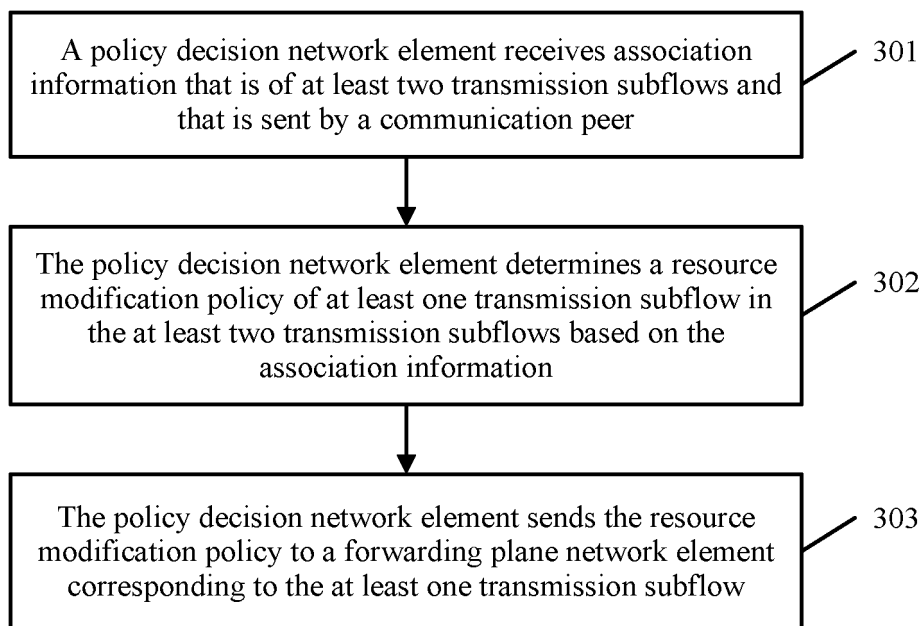 A policy decision network element receives association
information that is of at least two transmission subflows and
that is sent by a communication peer
301
The policy decision network element determines a resource
modification policy of at least one transmission subflow in
the at least two transmission subflows based on the
association information
302
The policy decision network element sends the resource
modification policy to a forwarding plane network element
corresponding to the at least one transmission subflow
303